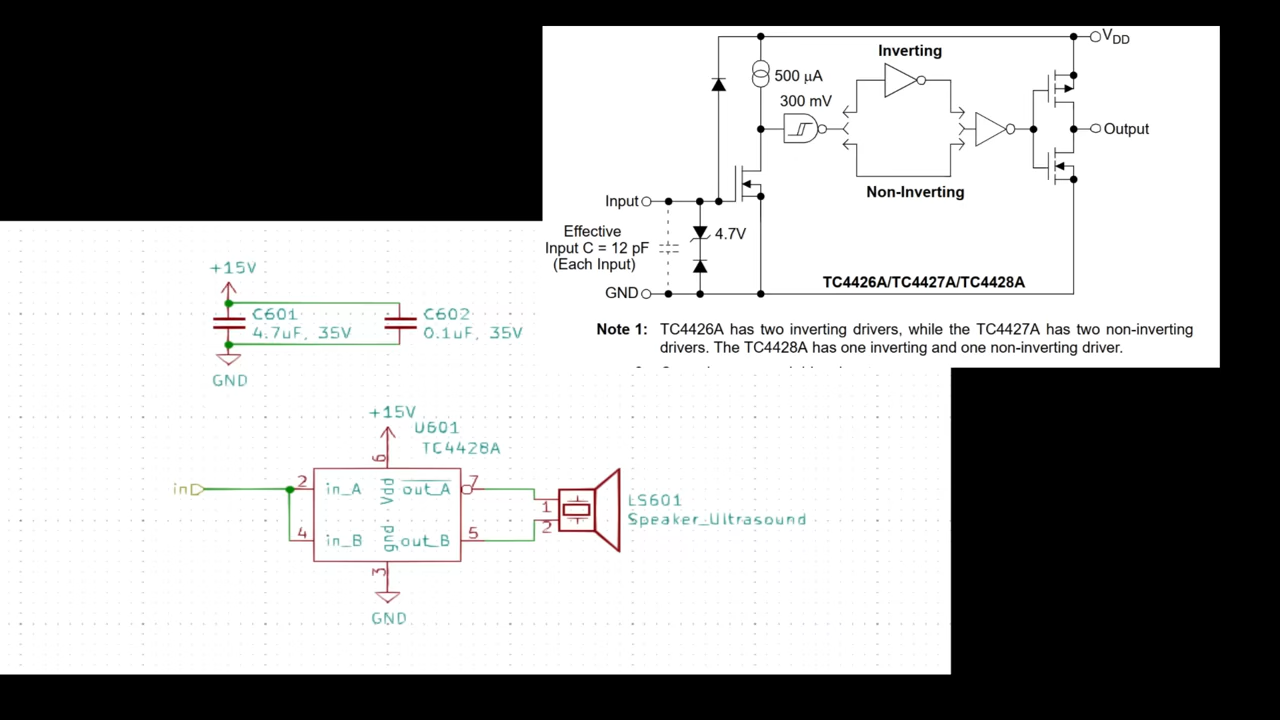 VDD
Inverting
500 µA
300 mV
Output
Non-Inverting
Input
Effective
Input C = 12 pF
(Each Input)
4.7V
GND
TC4426A/TC4427A/TC4428A
Note 1: TC4426A has two inverting drivers, while the TC4427A has two non-inverting
drivers. The TC4428A has one inverting and one non-inverting driver.
+15V
C601
4.7uF, 35V
C602
0.1uF, 35V
GND
+15V
U601
TC4428A
6
in
2
in_A
Vdd
out_A
7
1
LS601
Speaker_Ultrasound
2
4
in_B
gnd
out_B
5
3
GND